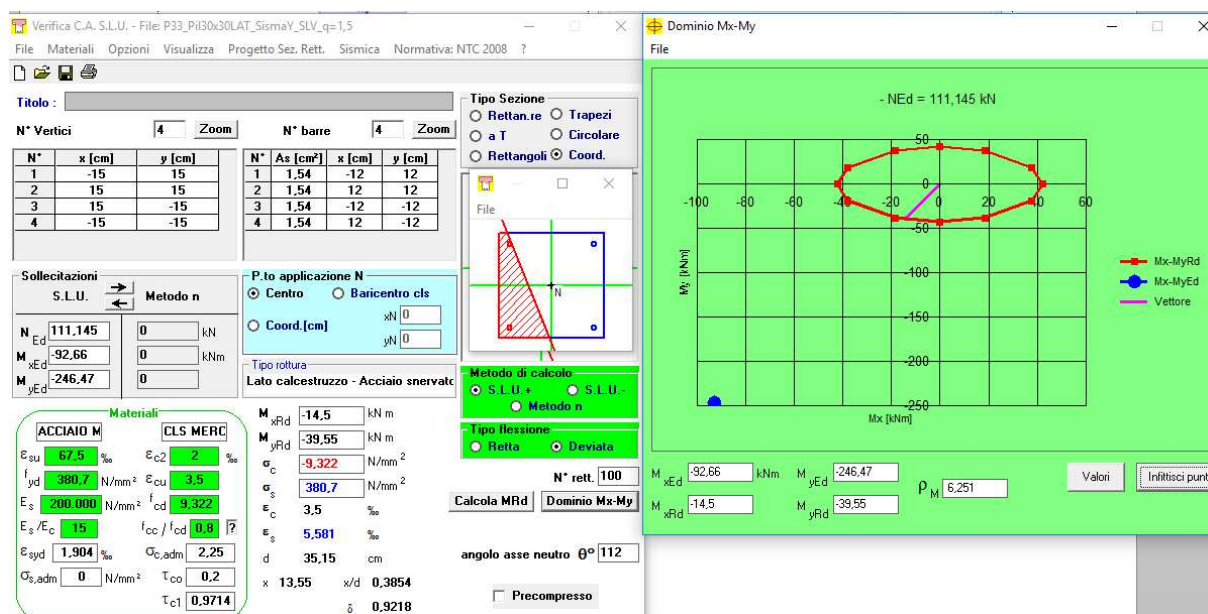 Verifica C.A. S.L.U. - File: P33_Pil30x30LAT_SismaY_SLV_q=1,5
File Materiali Opzioni Visualizza Progetto Sez. Rett. Sismica Normativa: NTC 2008 ?
Titolo :
N° Vertici 4 Zoom N° barre 4 Zoom
N° x [cm] y [cm]
1 -15 15
2 15 15
3 15 -15
4 -15 -15
N° As [cm²] x [cm] y [cm]
1 1,54 -12 12
2 1,54 12 12
3 1,54 -12 -12
4 1,54 12 -12
Tipo Sezione
Rettan.re Trapezi
a T Circolare
Rettangoli Coord.
File
N
Sollecitazioni
S.L.U. Metodo n
N Ed 111,145 0 kN
M xEd -92,66 0 kNm
M yEd -246,47 0
P.to applicazione N
Centro Baricentro cls
Coord.[cm] xN 0
yN 0
Tipo rottura
Lato calcestruzzo - Acciaio snervato
Metodo di calcolo
S.L.U.+ S.L.U.-
Metodo n
Tipo flessione
Retta Deviata
Materiali
ACCIAIO M CLS MERC
εsu 67,5 ‰ εc2 2 ‰
fyd 380,7 N/mm² εcu 3,5
Es 200.000 N/mm² fcd 9,322
Es/Ec 15 fcc / fcd 0,8 ?
εsyd 1,904 ‰ σc,adm 2,25
σs,adm 0 N/mm² τco 0,2
τc1 0,9714
M xRd -14,5 kN m
M yRd -39,55 kN m
σc -9,322 N/mm²
σs 380,7 N/mm²
εc 3,5 ‰
εs 5,581 ‰
d 35,15 cm
x 13,55 x/d 0,3854
δ 0,9218
N° rett. 100
Calcola MRd Dominio Mx-My
angolo asse neutro θ° 112
Precompresso
Dominio Mx-My
File
- NEd = 111,145 kN
50
0
-50
-100
-150
-200
-250
-100 -80 -60 -40 -20 0 20 40 60
My [kNm]
Mx [kNm]
Mx-MyRd
Mx-MyEd
Vettore
M xEd -92,66 kNm M yEd -246,47
M xRd -14,5 M yRd -39,55
ρM 6,251
Valori Infittisci punt